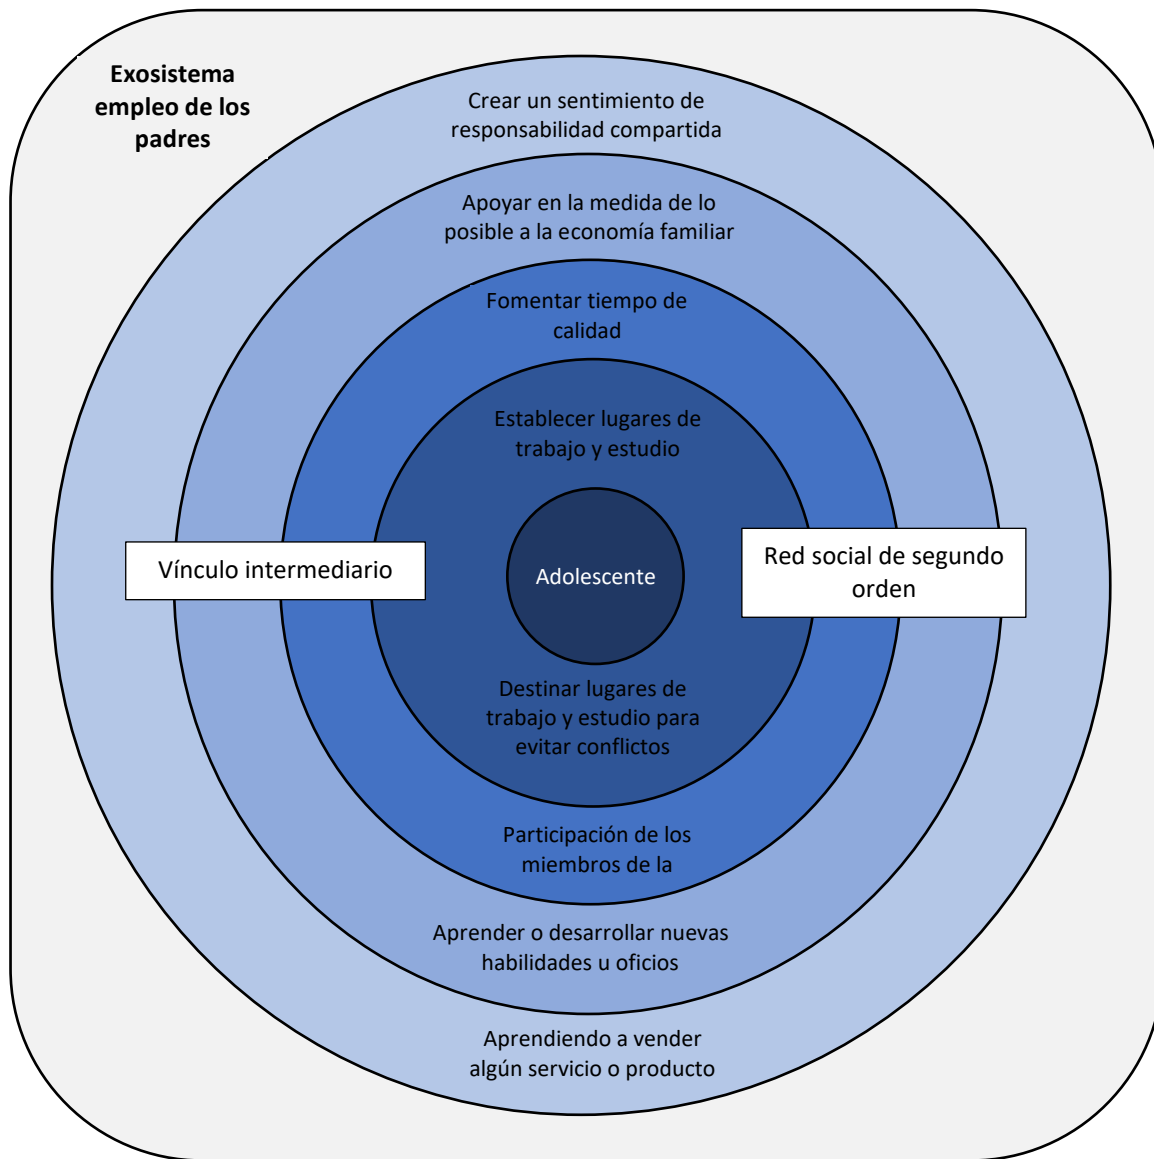 Exosistema
empleo de los
padres
Crear un sentimiento de
responsabilidad compartida
Apoyar en la medida de lo
posible a la economía familiar
Fomentar tiempo de
calidad
Establecer lugares de
trabajo y estudio
Vínculo intermediario
Adolescente
Red social de segundo
orden
Destinar lugares de
trabajo y estudio para
evitar conflictos
Participación de los
miembros de la
Aprender o desarrollar nuevas
habilidades u oficios
Aprendiendo a vender
algún servicio o producto